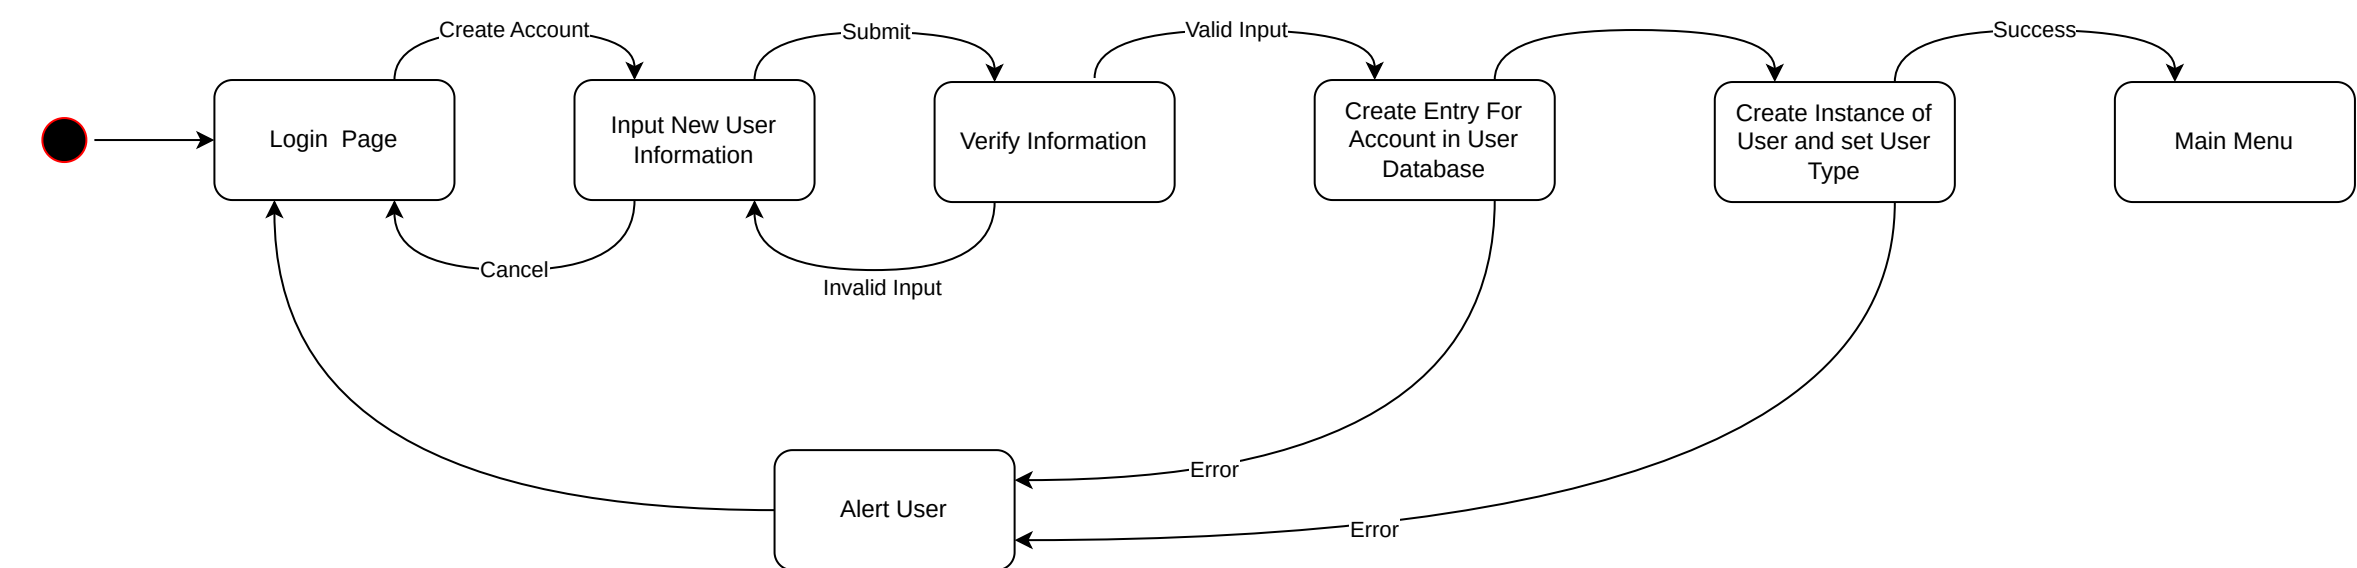 Create Account
Submit
Valid Input
Success
Login  Page
Input New User
Information
Verify Information
Create Entry For
Account in User
Database
Create Instance of
User and set User
Type
Main Menu
Cancel
Invalid Input
Error
Alert User
Error